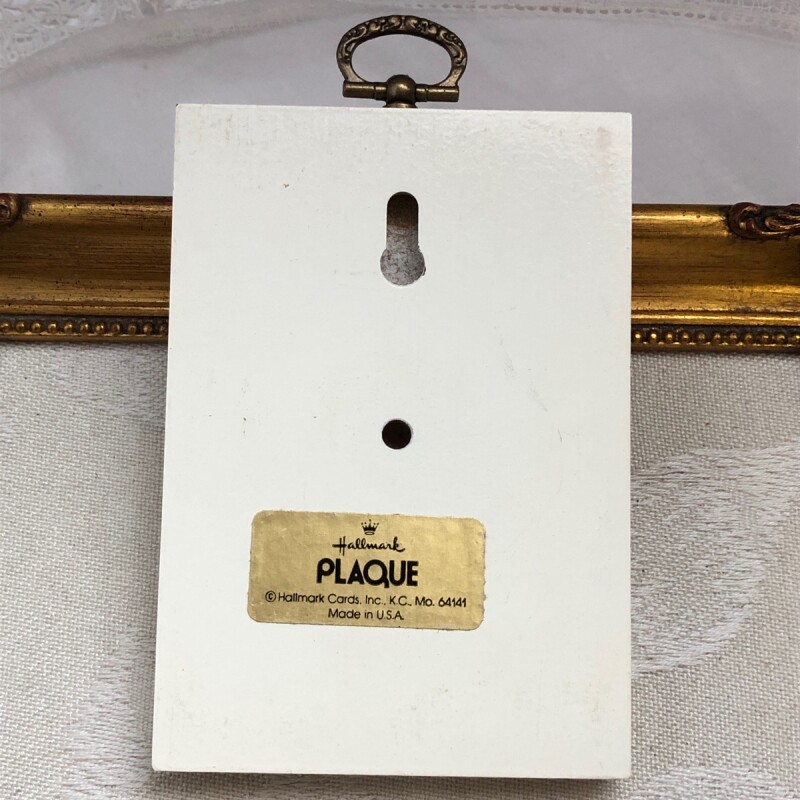 Hallmark
PLAQUE
© Hallmark Cards, Inc., K.C., Mo. 64141
Made in U.S.A.